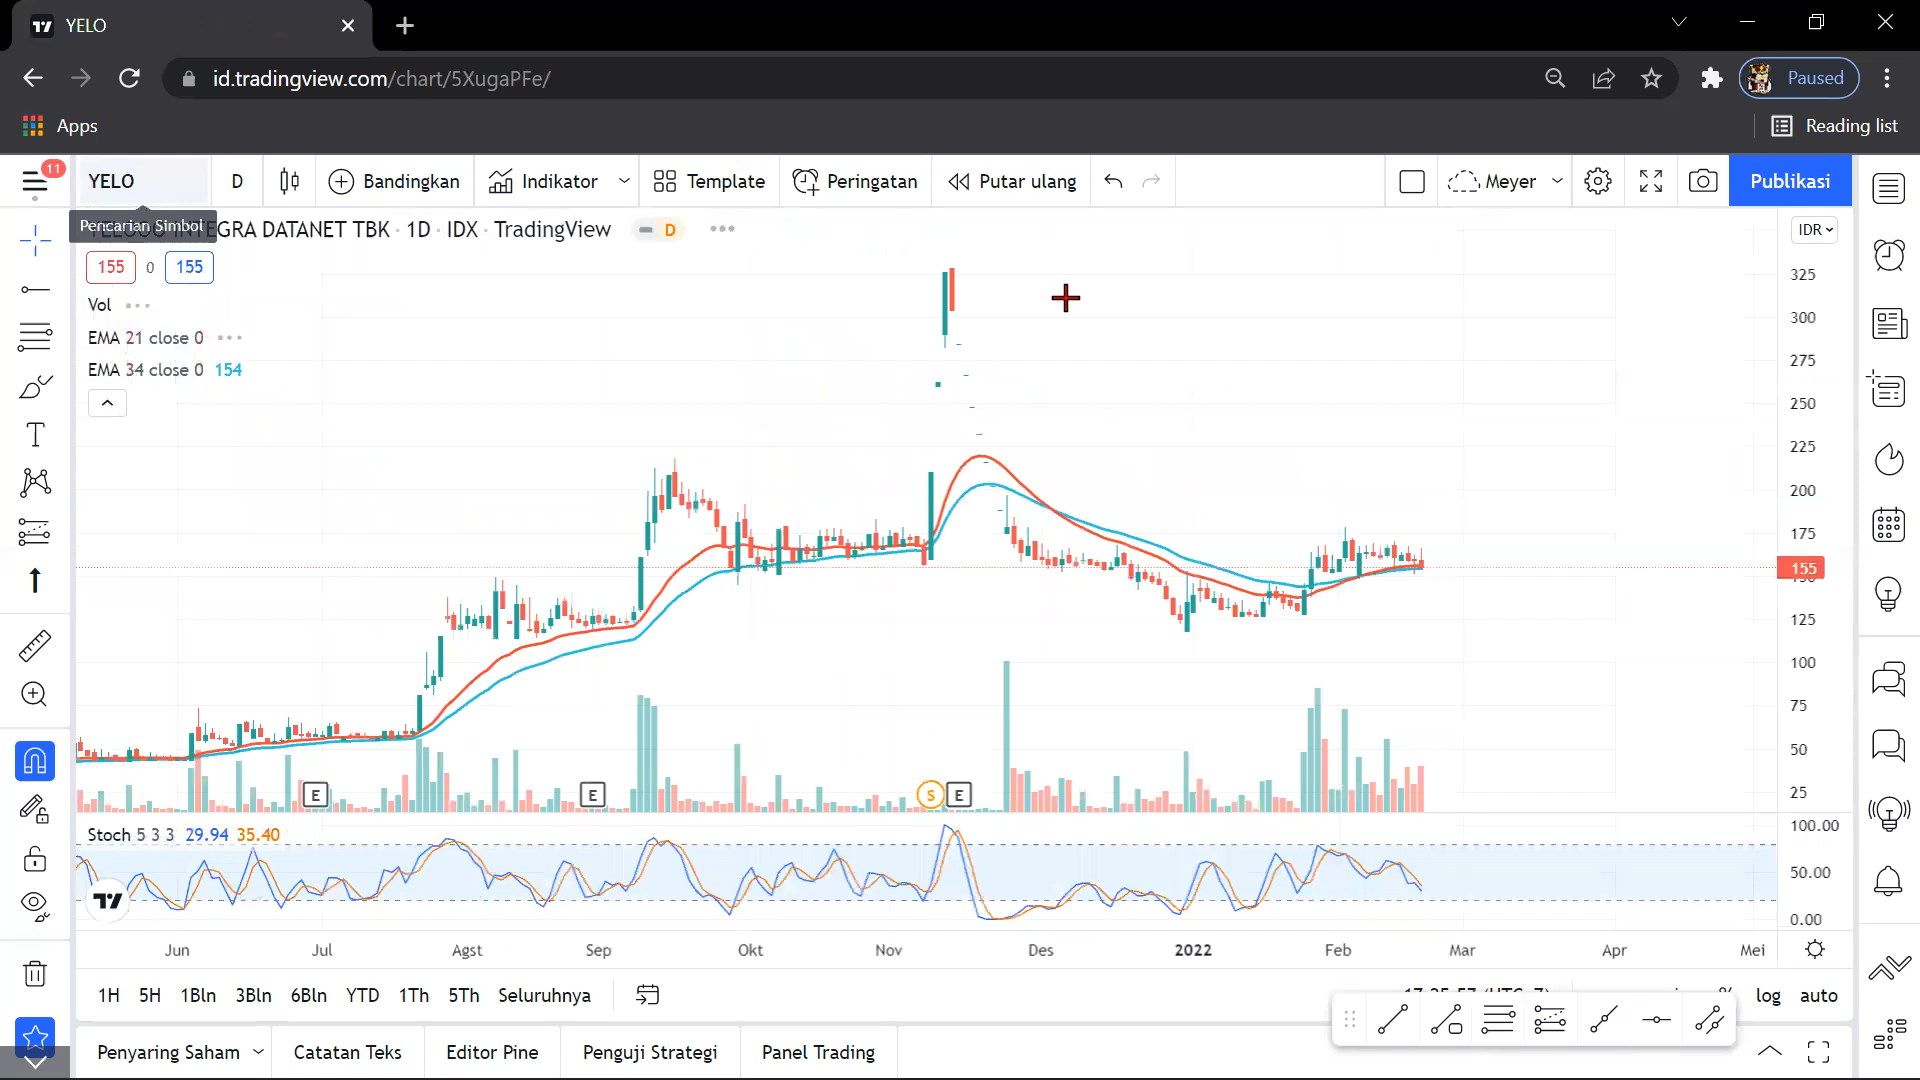 YELO
id.tradingview.com/chart/5XugaPFe/
Paused
Apps
Reading list
11
YELO
D
Bandingkan
Indikator
Template
Peringatan
Putar ulang
Meyer
Publikasi
Pencarian Simbol
GRA DATANET TBK · 1D · IDX · TradingView
D
IDR
155 0 155
Vol
EMA 21 close 0
EMA 34 close 0 154
325
300
275
250
225
200
175
155
125
100
75
50
25
E
E
S
E
Stoch 5 3 3 29.94 35.40
100.00
50.00
0.00
Jun
Jul
Agst
Sep
Okt
Nov
Des
2022
Feb
Mar
Apr
Mei
1H
5H
1Bln
3Bln
6Bln
YTD
1Th
5Th
Seluruhnya
log
auto
Penyaring Saham
Catatan Teks
Editor Pine
Penguji Strategi
Panel Trading